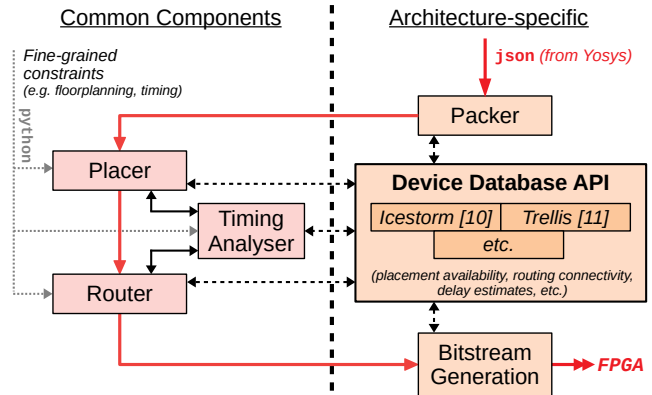 Common Components
Architecture-specific
Fine-grained
constraints
(e.g. floorplanning, timing)
python
json (from Yosys)
Packer
Placer
Timing
Analyser
Router
Device Database API
Icestorm [10]
Trellis [11]
etc.
(placement availability, routing connectivity,
delay estimates, etc.)
Bitstream
Generation
FPGA